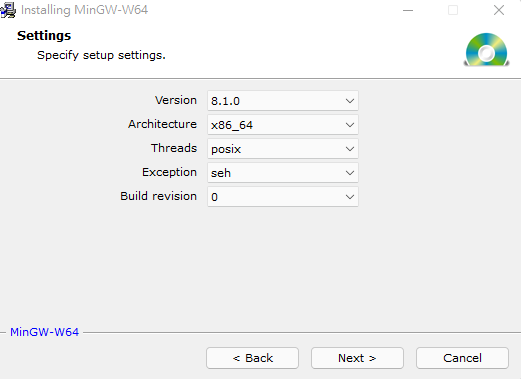 Installing MinGW-W64
Settings
Specify setup settings.
Version 8.1.0
Architecture x86_64
Threads posix
Exception seh
Build revision 0
MinGW-W64
< Back Next > Cancel